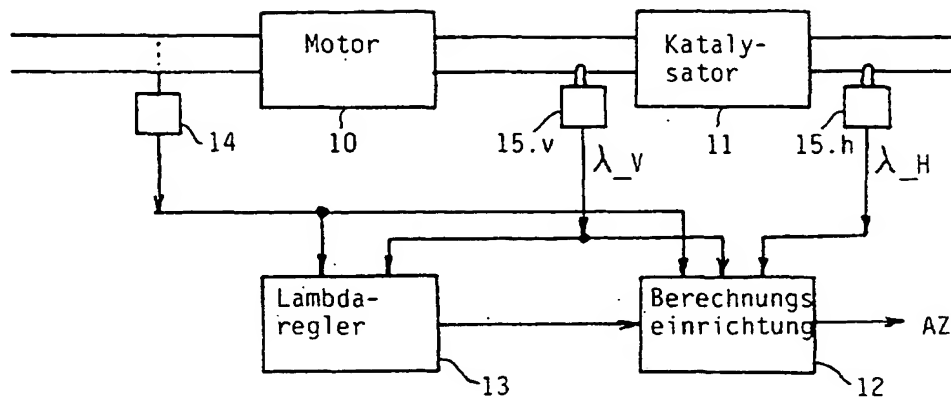 Motor
Kataly-
sator
14
10
15.v
11
15.h
λ_V
λ_H
Lambda-
regler
Berechnungs
einrichtung
AZ
13
12